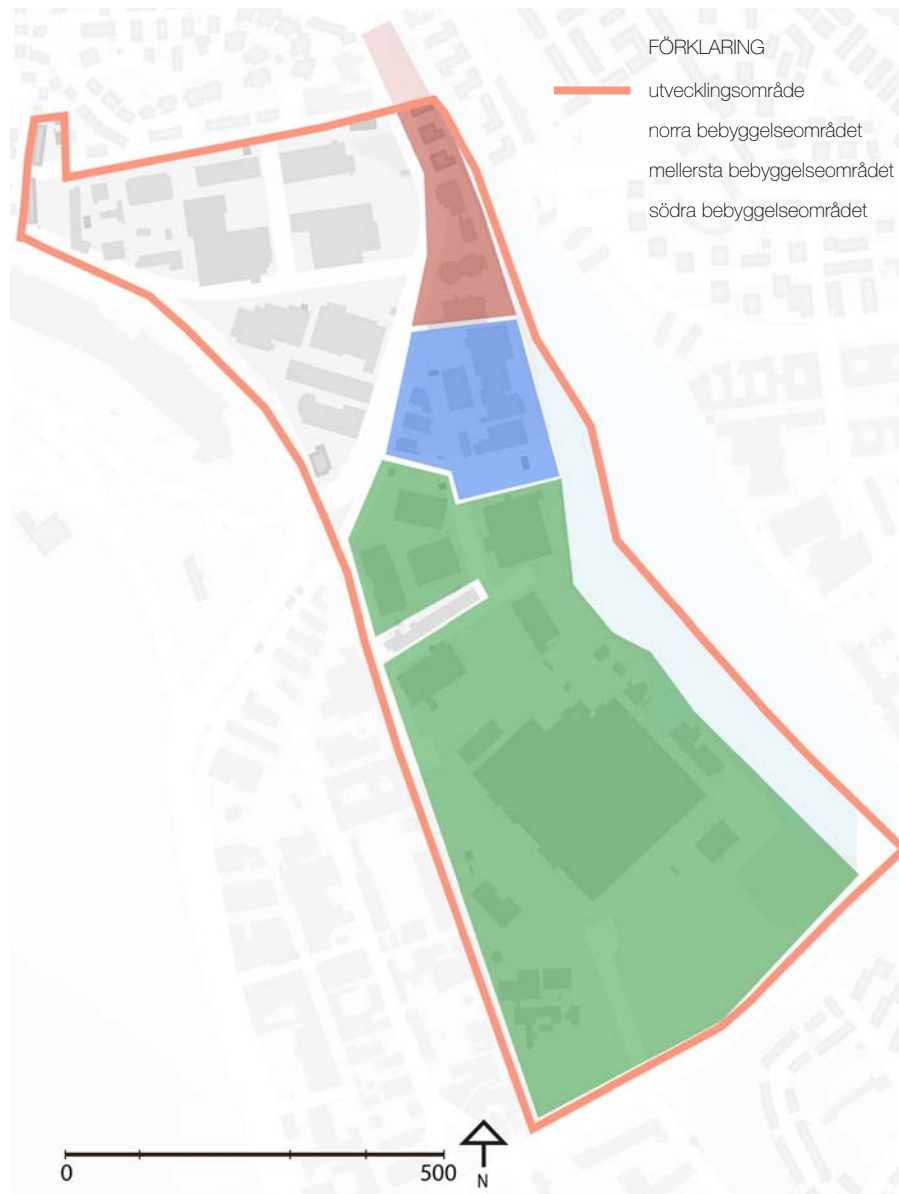 FÖRKLARING
utvecklingsområde
norra bebyggelseområdet
mellersta bebyggelseområdet
södra bebyggelseområdet
0
500
N